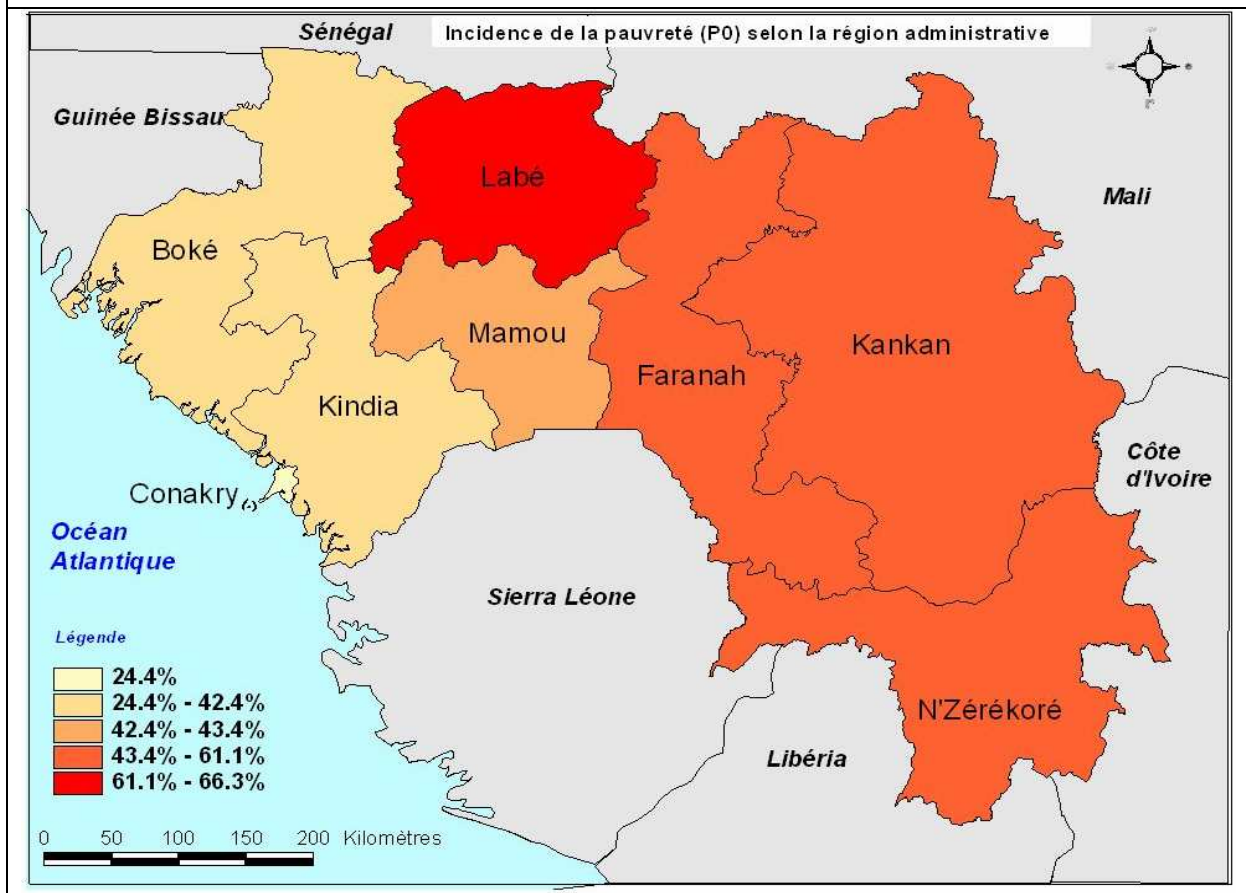 Sénégal
Incidence de la pauvreté (P0) selon la région administrative
Guinée Bissau
Labé
Mali
Boké
Mamou
Kankan
Faranah
Kindia
Côte
d'Ivoire
Conakry
Océan
Atlantique
Sierra Léone
Légende
24.4%
24.4% - 42.4%
42.4% - 43.4%
43.4% - 61.1%
61.1% - 66.3%
N'Zérékoré
Libéria
0 50 100 150 200 Kilomètres